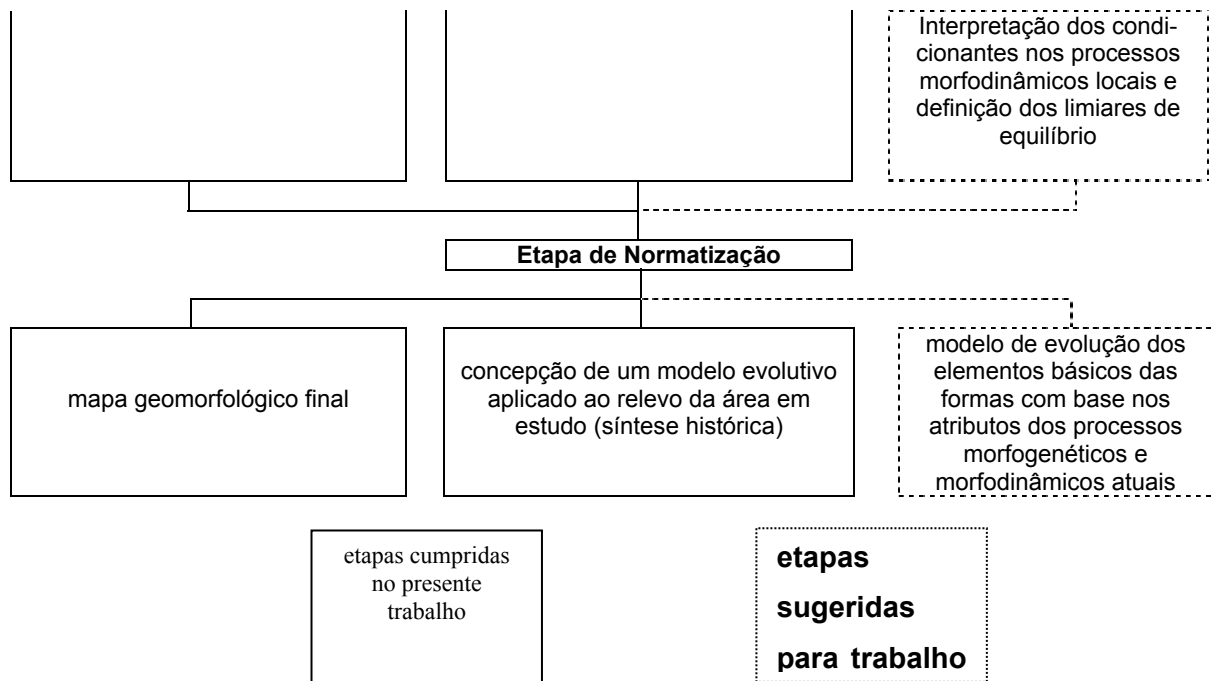 Interpretação dos condi-
cionantes nos processos
morfodinâmicos locais e
definição dos limiares de
equilíbrio
Etapa de Normatização
mapa geomorfológico final
concepção de um modelo evolutivo
aplicado ao relevo da área em
estudo (síntese histórica)
modelo de evolução dos
elementos básicos das
formas com base nos
atributos dos processos
morfogenéticos e
morfodinâmicos atuais
etapas cumpridas
no presente
trabalho
etapas
sugeridas
para trabalho